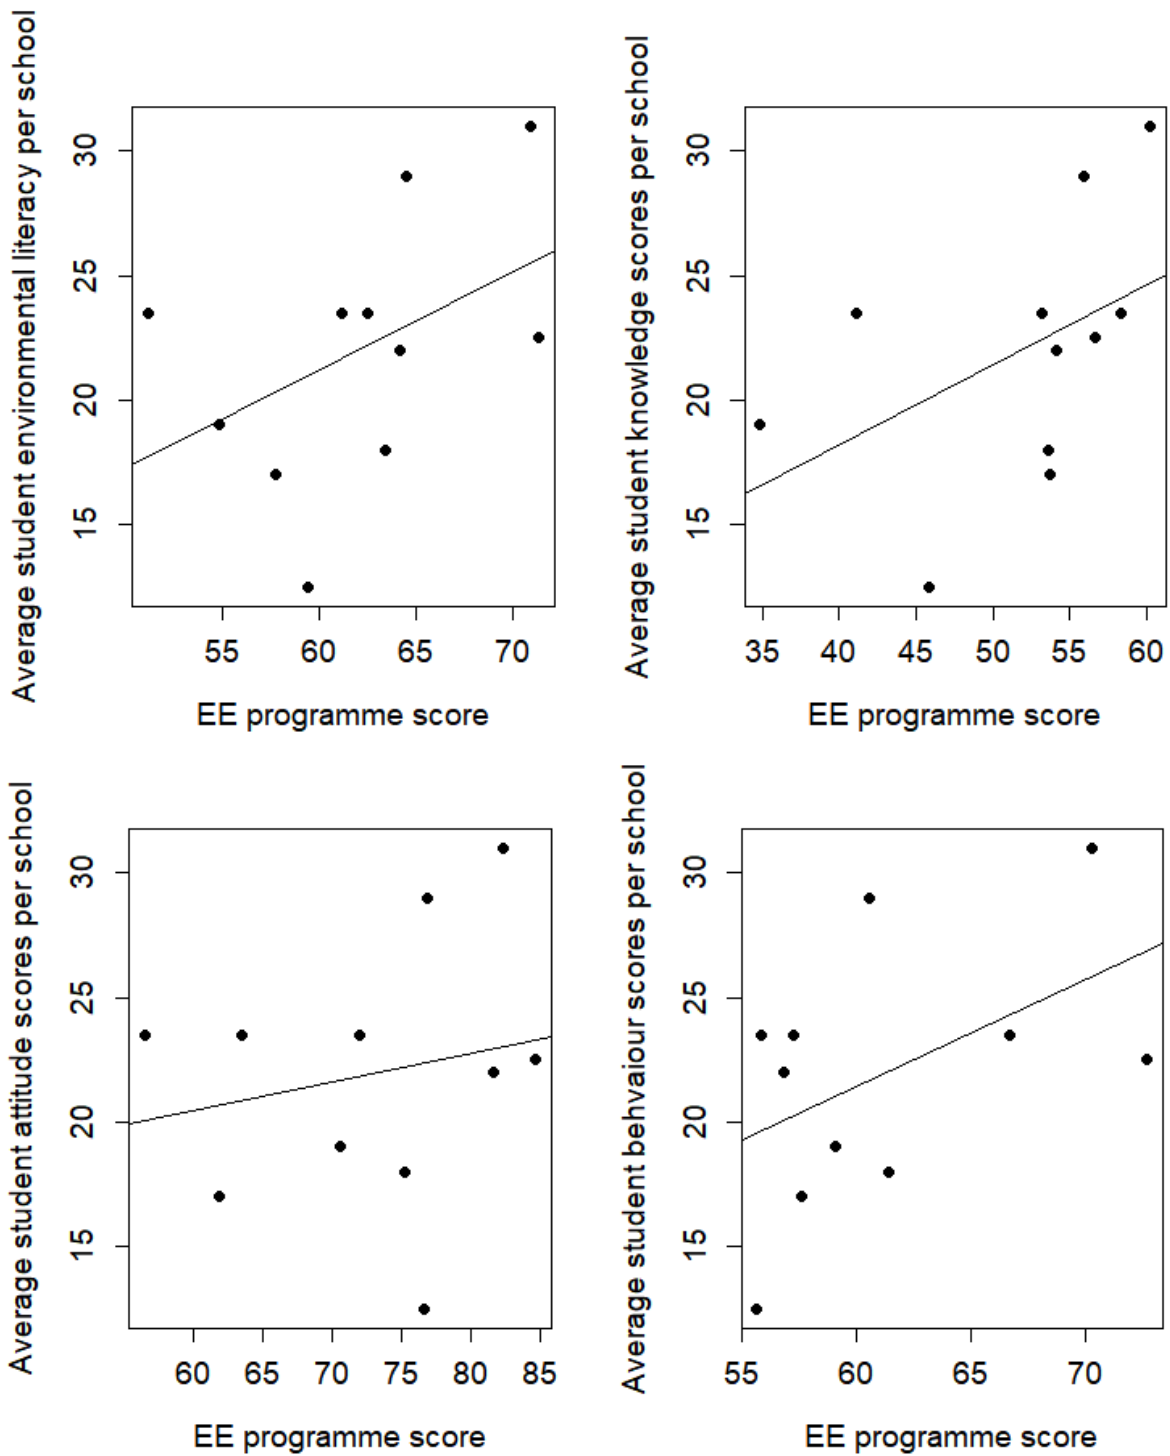 Average student environmental literacy per school
30
25
20
15
55 60 65 70
EE programme score
Average student knowledge scores per school
30
25
20
15
35 40 45 50 55 60
EE programme score
Average student attitude scores per school
30
25
20
15
60 65 70 75 80 85
EE programme score
Average student behvaiour scores per school
30
25
20
15
55 60 65 70
EE programme score